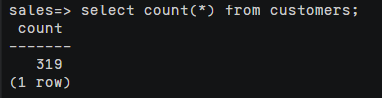 sales=> select count(*) from customers;
 count
-------
   319
(1 row)